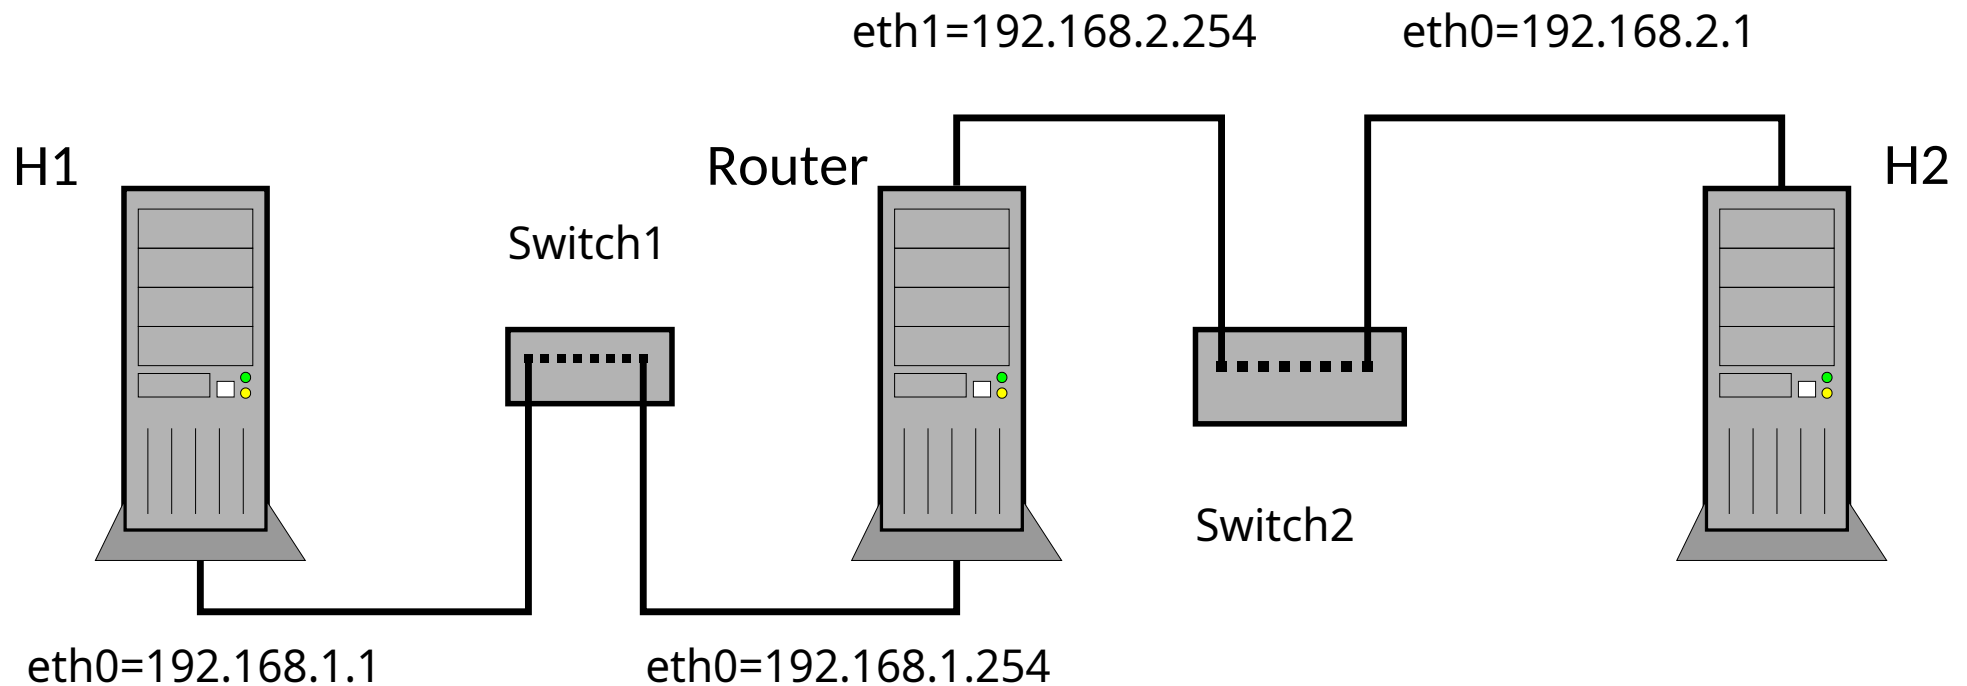 eth1=192.168.2.254
eth0=192.168.2.1
H1
Router
H2
Switch1
Switch2
eth0=192.168.1.1
eth0=192.168.1.254